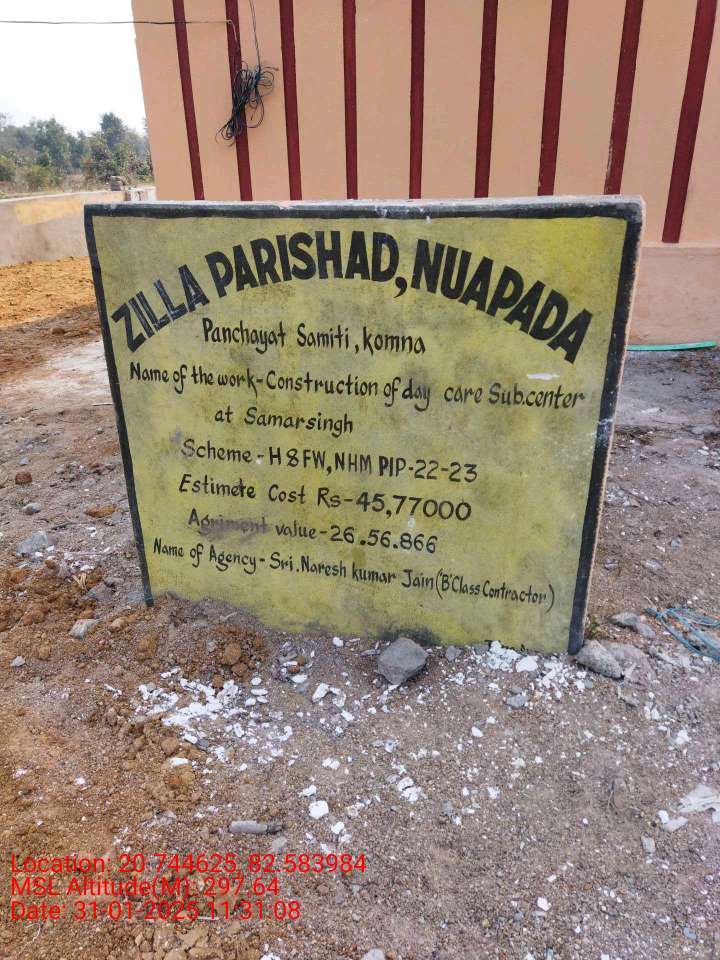 ZILLA PARISHAD, NUAPADA
Panchayat Samiti, komna
Name of the work-Construction of day care Sub.center
at Samarsingh
Scheme-H&FW, NHM PIP-22-23
Estimete Cost Rs-45,77000
Agriment value-26.56.866
Name of Agency-Sri. Naresh kumar Jain ('B' Class Contractor)
Location: 20.744625, 82.583984
MSL Altitude(M): 297.64
Date: 31-01-2025 11:31:08